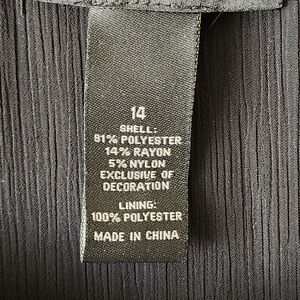 14
SHELL:
81% POLYESTER
14% RAYON
5% NYLON
EXCLUSIVE OF
DECORATION
LINING:
100% POLYESTER
MADE IN CHINA